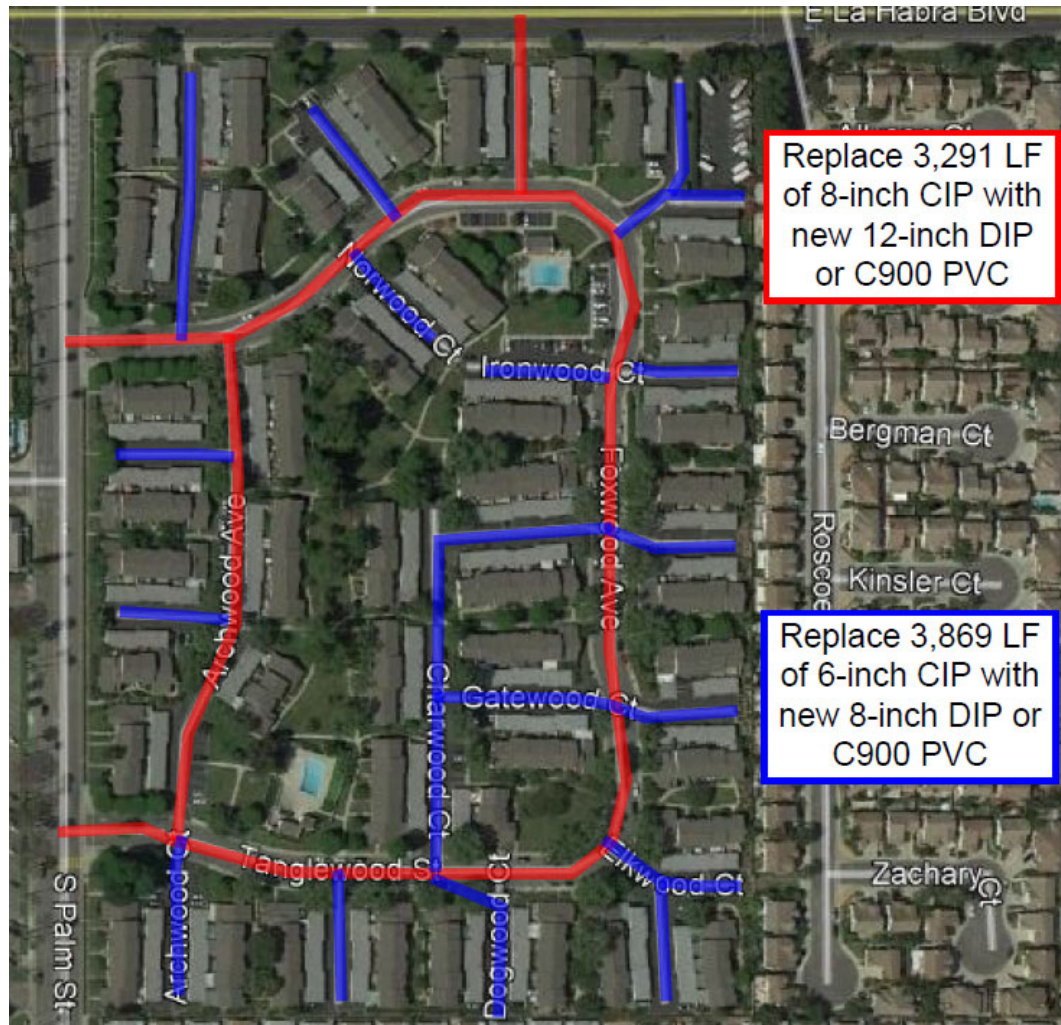 E La Habra Blvd
Replace 3,291 LF
of 8-inch CIP with
new 12-inch DIP
or C900 PVC
Norwood Ct
Ironwood Ct
Bergman Ct
Foxwood Ave
Archwood Ave
Roscoe
Kinsler Ct
Replace 3,869 LF
of 6-inch CIP with
new 8-inch DIP or
C900 PVC
Gatewood Ct
Charwood Ct
Tanglewood S
Elkwood Ct
Zachary Ct
S Palm St
Archwood Ct
Dogwood Ct